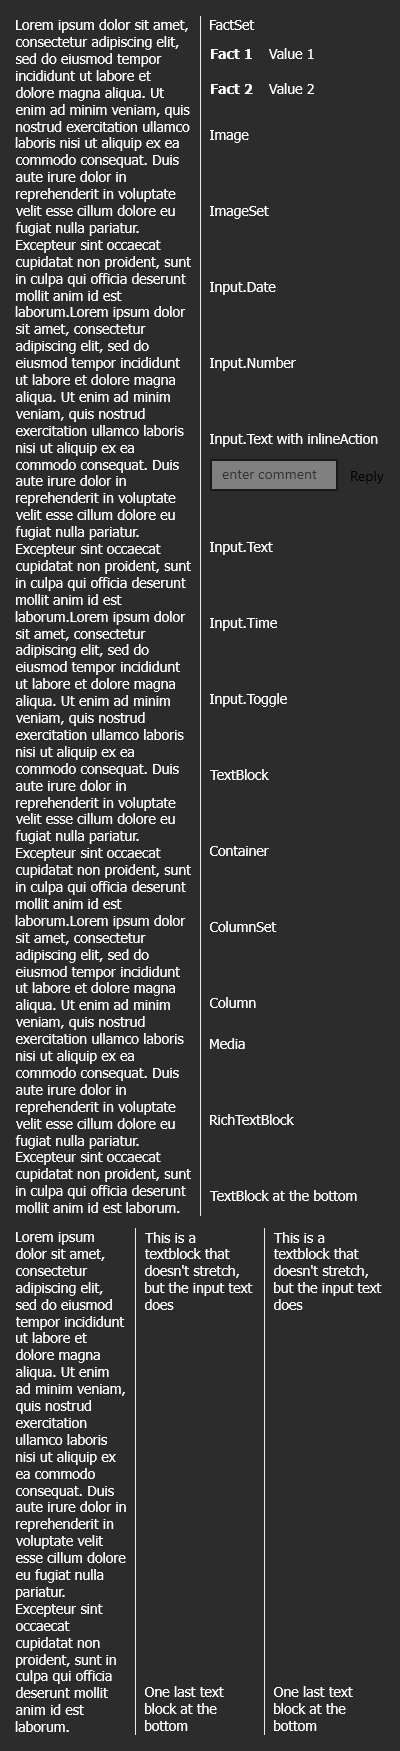 Lorem ipsum dolor sit amet,
consectetur adipiscing elit,
sed do eiusmod tempor
incididunt ut labore et
dolore magna aliqua. Ut
enim ad minim veniam, quis
nostrud exercitation ullamco
laboris nisi ut aliquip ex ea
commodo consequat. Duis
aute irure dolor in
reprehenderit in voluptate
velit esse cillum dolore eu
fugiat nulla pariatur.
Excepteur sint occaecat
cupidatat non proident, sunt
in culpa qui officia deserunt
mollit anim id est
laborum.Lorem ipsum dolor
sit amet, consectetur
adipiscing elit, sed do
eiusmod tempor incididunt
ut labore et dolore magna
aliqua. Ut enim ad minim
veniam, quis nostrud
exercitation ullamco laboris
nisi ut aliquip ex ea
commodo consequat. Duis
aute irure dolor in
reprehenderit in voluptate
velit esse cillum dolore eu
fugiat nulla pariatur.
Excepteur sint occaecat
cupidatat non proident, sunt
in culpa qui officia deserunt
mollit anim id est
laborum.Lorem ipsum dolor
sit amet, consectetur
adipiscing elit, sed do
eiusmod tempor incididunt
ut labore et dolore magna
aliqua. Ut enim ad minim
veniam, quis nostrud
exercitation ullamco laboris
nisi ut aliquip ex ea
commodo consequat. Duis
aute irure dolor in
reprehenderit in voluptate
velit esse cillum dolore eu
fugiat nulla pariatur.
Excepteur sint occaecat
cupidatat non proident, sunt
in culpa qui officia deserunt
mollit anim id est
laborum.Lorem ipsum dolor
sit amet, consectetur
adipiscing elit, sed do
eiusmod tempor incididunt
ut labore et dolore magna
aliqua. Ut enim ad minim
veniam, quis nostrud
exercitation ullamco laboris
nisi ut aliquip ex ea
commodo consequat. Duis
aute irure dolor in
reprehenderit in voluptate
velit esse cillum dolore eu
fugiat nulla pariatur.
Excepteur sint occaecat
cupidatat non proident, sunt
in culpa qui officia deserunt
mollit anim id est laborum.
FactSet
Fact 1 Value 1
Fact 2 Value 2
Image
ImageSet
Input.Date
Input.Number
Input.Text with inlineAction
enter comment Reply
Input.Text
Input.Time
Input.Toggle
TextBlock
Container
ColumnSet
Column
Media
RichTextBlock
TextBlock at the bottom
Lorem ipsum
dolor sit amet,
consectetur
adipiscing elit,
sed do eiusmod
tempor incididunt
ut labore et
dolore magna
aliqua. Ut enim
ad minim veniam,
quis nostrud
exercitation
ullamco laboris
nisi ut aliquip ex
ea commodo
consequat. Duis
aute irure dolor in
reprehenderit in
voluptate velit
esse cillum dolore
eu fugiat nulla
pariatur.
Excepteur sint
occaecat
cupidatat non
proident, sunt in
culpa qui officia
deserunt mollit
anim id est
laborum.
This is a
textblock that
doesn't stretch,
but the input text
does
One last text
block at the
bottom
This is a
textblock that
doesn't stretch,
but the input text
does
One last text
block at the
bottom